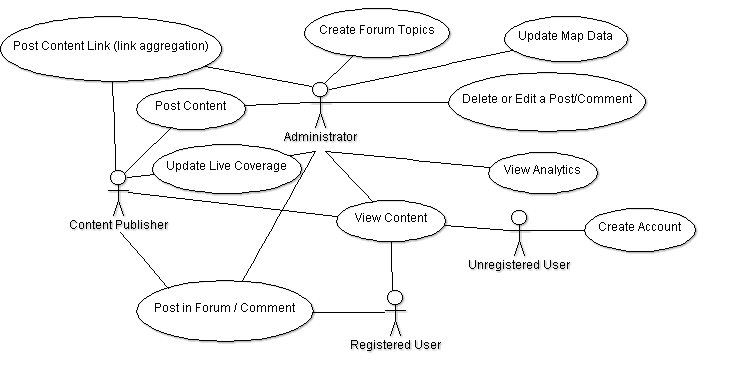 Create Forum Topics
Update Map Data
Post Content Link (link aggregation)
Post Content
Delete or Edit a Post/Comment
Administrator
Update Live Coverage
View Analytics
Content Publisher
View Content
Create Account
Unregistered User
Post in Forum / Comment
Registered User